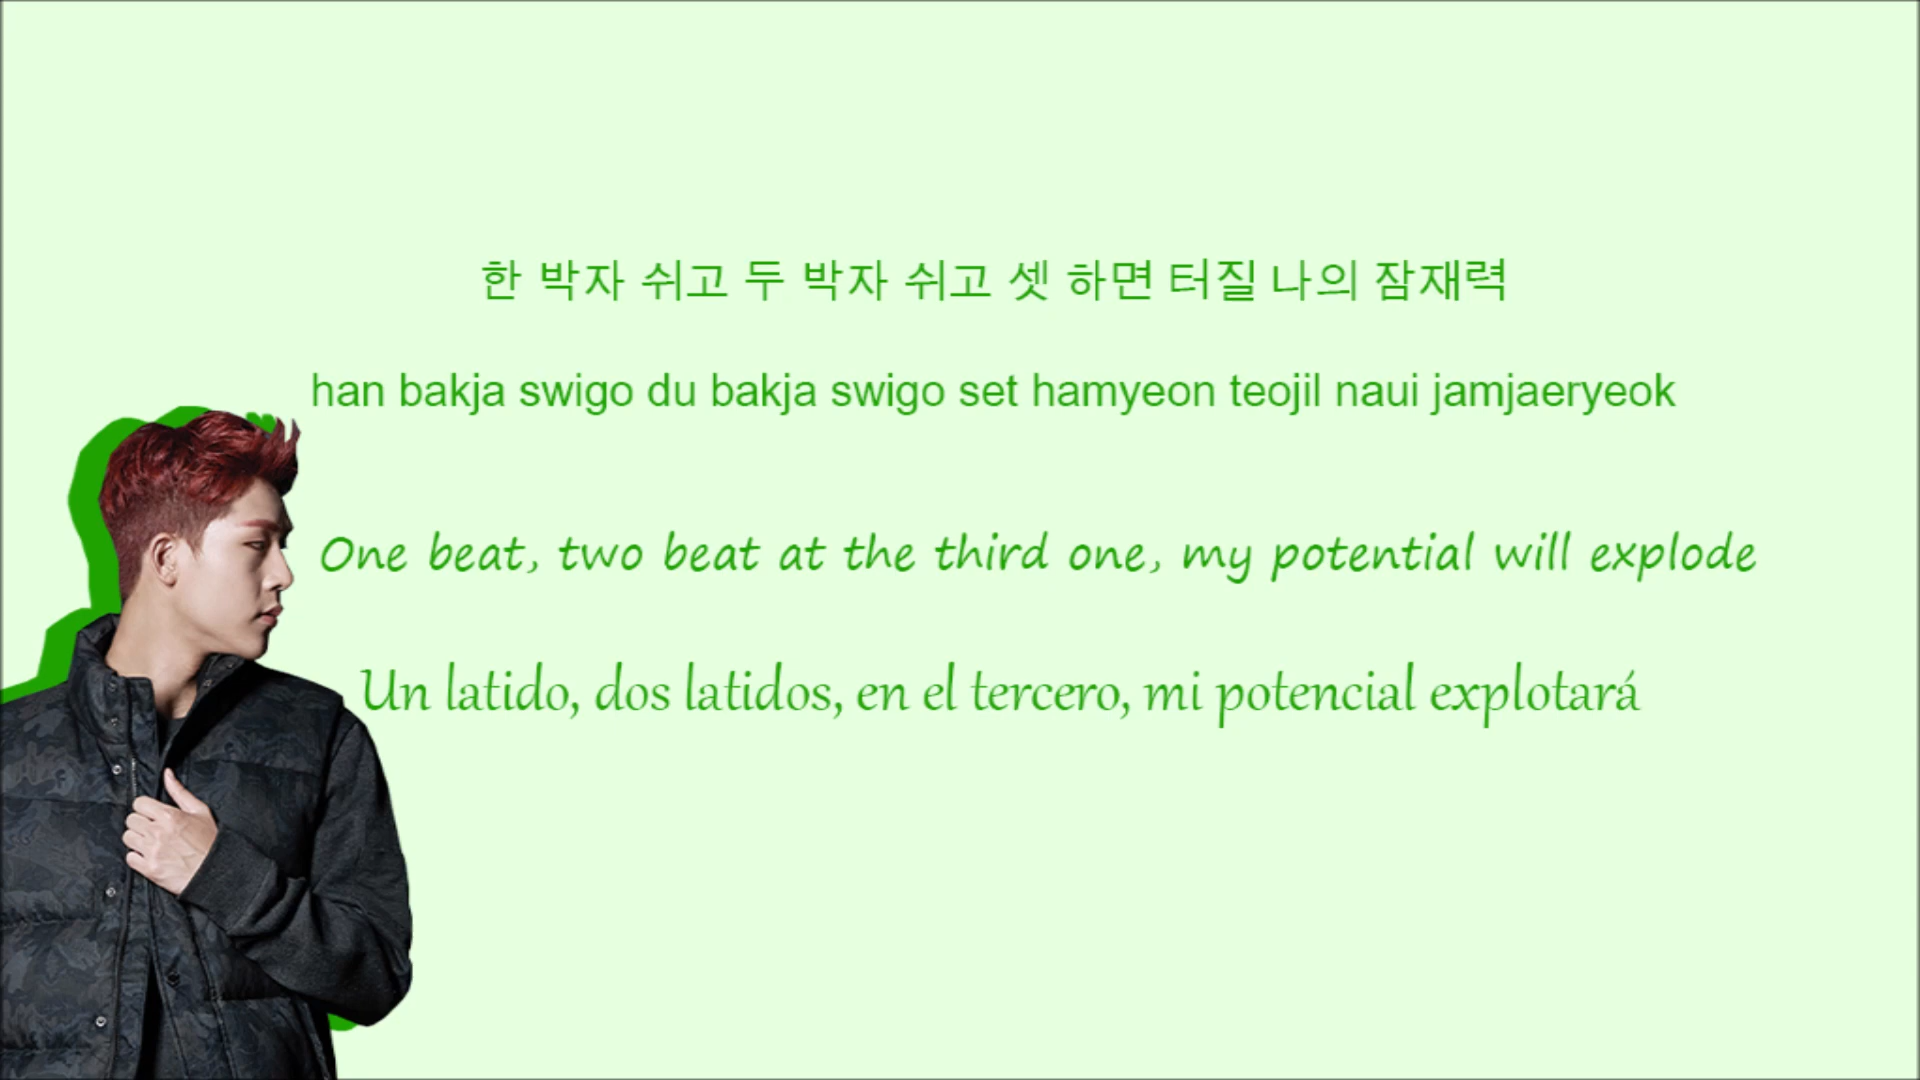 한 박자 쉬고 두 박자 쉬고 셋 하면 터질 나의 잠재력
han bakja swigo du bakja swigo set hamyeon teojil naui jamjaeryeok
One beat, two beat at the third one, my potential will explode
Un latido, dos latidos, en el tercero, mi potencial explotará